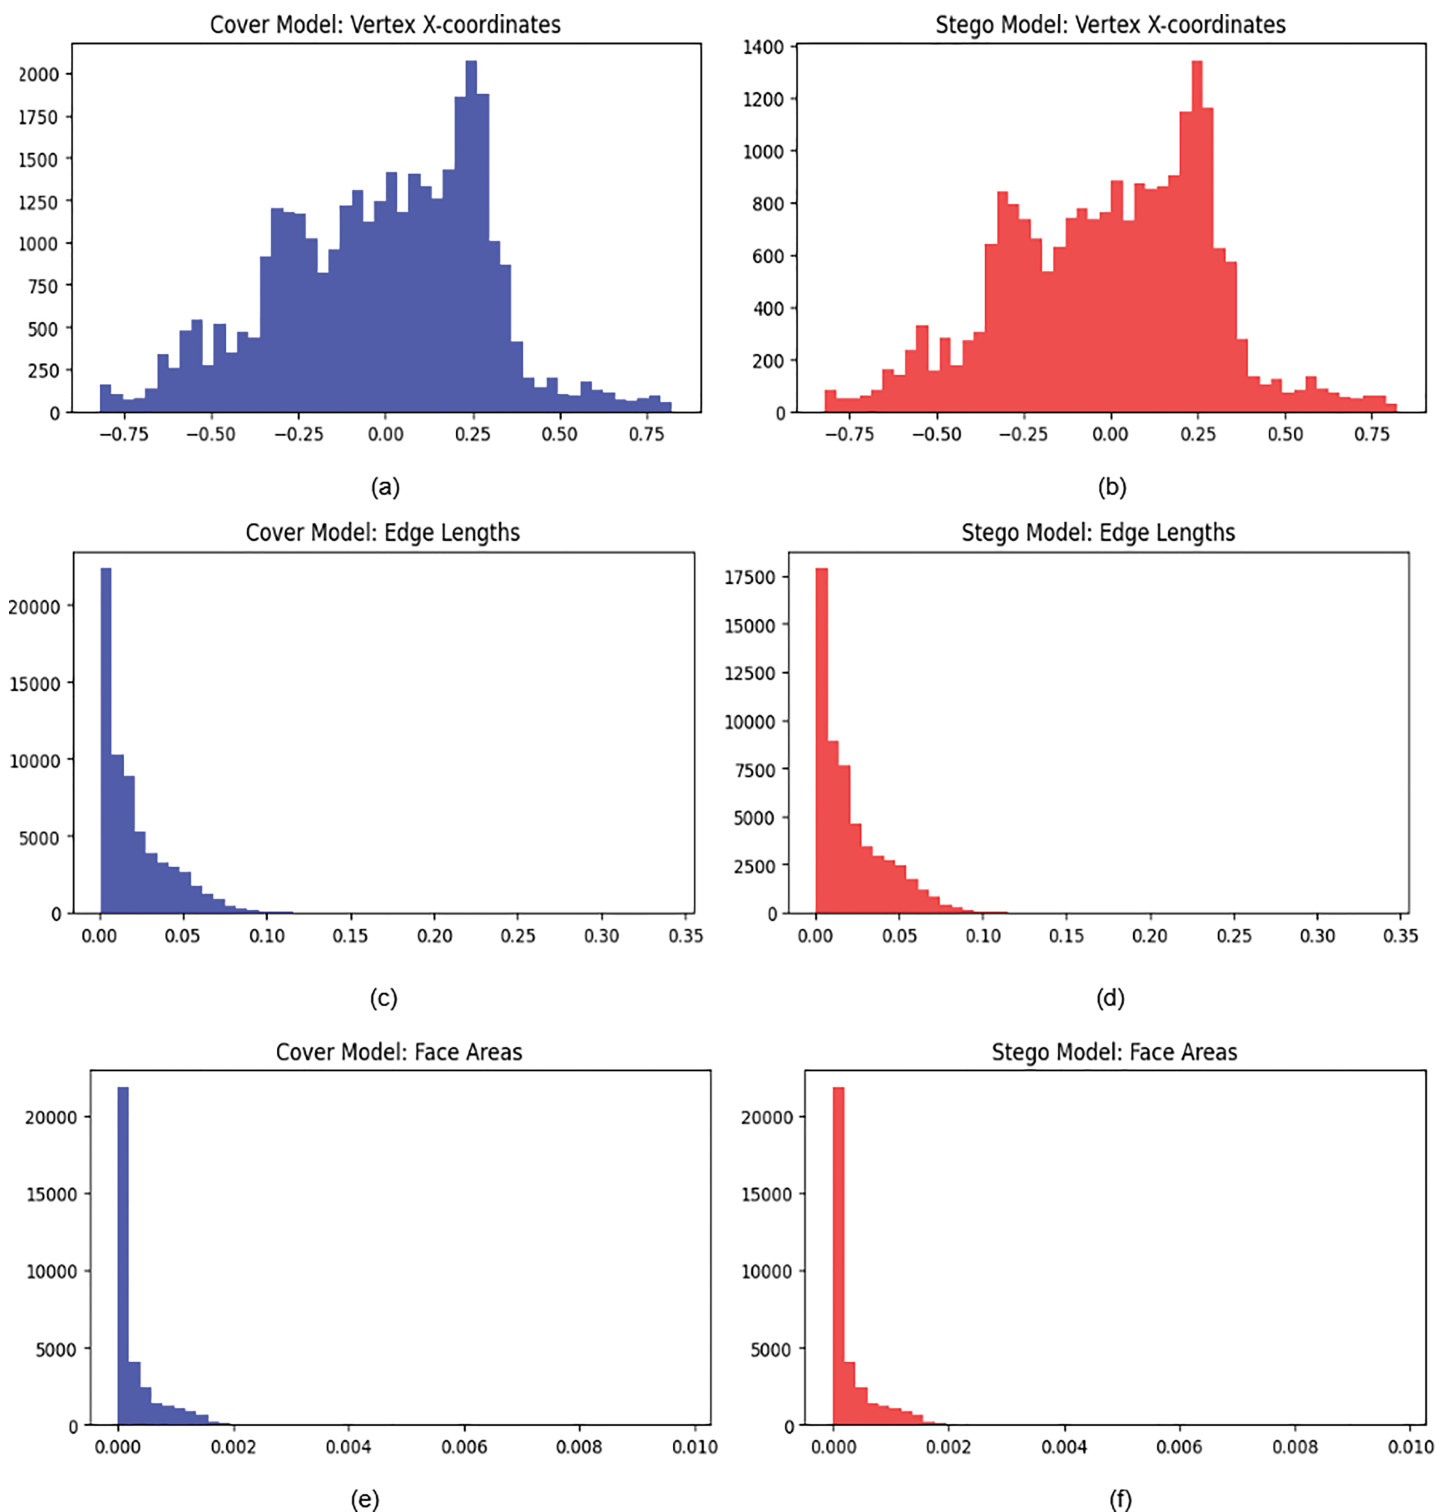 Cover Model: Vertex X-coordinates
2000
1750
1500
1250
1000
750
500
250
0
−0.75 −0.50 −0.25 0.00 0.25 0.50 0.75
(a)
Stego Model: Vertex X-coordinates
1400
1200
1000
800
600
400
200
0
−0.75 −0.50 −0.25 0.00 0.25 0.50 0.75
(b)
Cover Model: Edge Lengths
20000
15000
10000
5000
0
0.00 0.05 0.10 0.15 0.20 0.25 0.30 0.35
(c)
Stego Model: Edge Lengths
17500
15000
12500
10000
7500
5000
2500
0
0.00 0.05 0.10 0.15 0.20 0.25 0.30 0.35
(d)
Cover Model: Face Areas
20000
15000
10000
5000
0
0.000 0.002 0.004 0.006 0.008 0.010
(e)
Stego Model: Face Areas
20000
15000
10000
5000
0
0.000 0.002 0.004 0.006 0.008 0.010
(f)